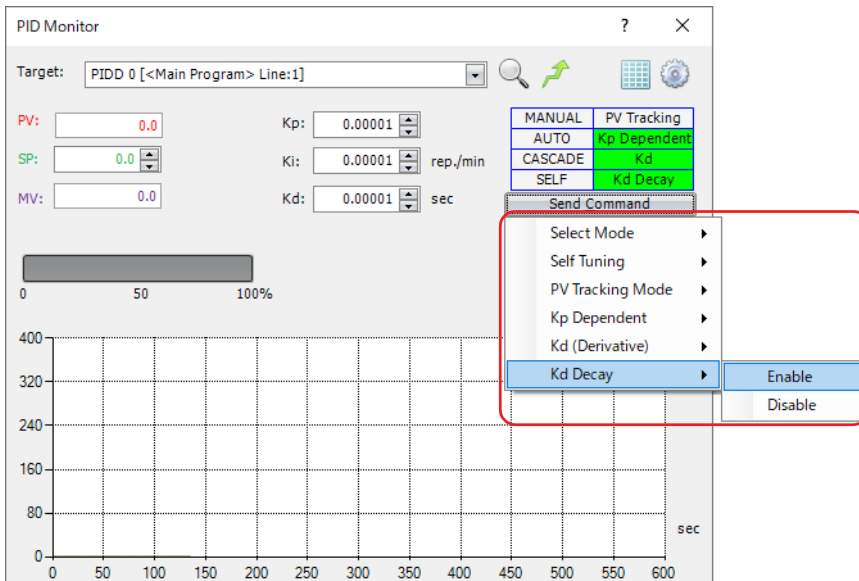 PID Monitor ?
Target: PIDD 0 [<Main Program> Line:1]
PV: 0.0 Kp: 0.00001 MANUAL PV Tracking
AUTO Kp Dependent
SP: 0.0 Ki: 0.00001 rep./min CASCADE Kd
SELF Kd Decay
MV: 0.0 Kd: 0.00001 sec Send Command
Select Mode
Self Tuning
PV Tracking Mode
0 50 100%
Kp Dependent
Kd (Derivative)
Kd Decay Enable
Disable
400
320
240
160
80
sec
0
0 50 100 150 200 250 300 350 400 450 500 550 600